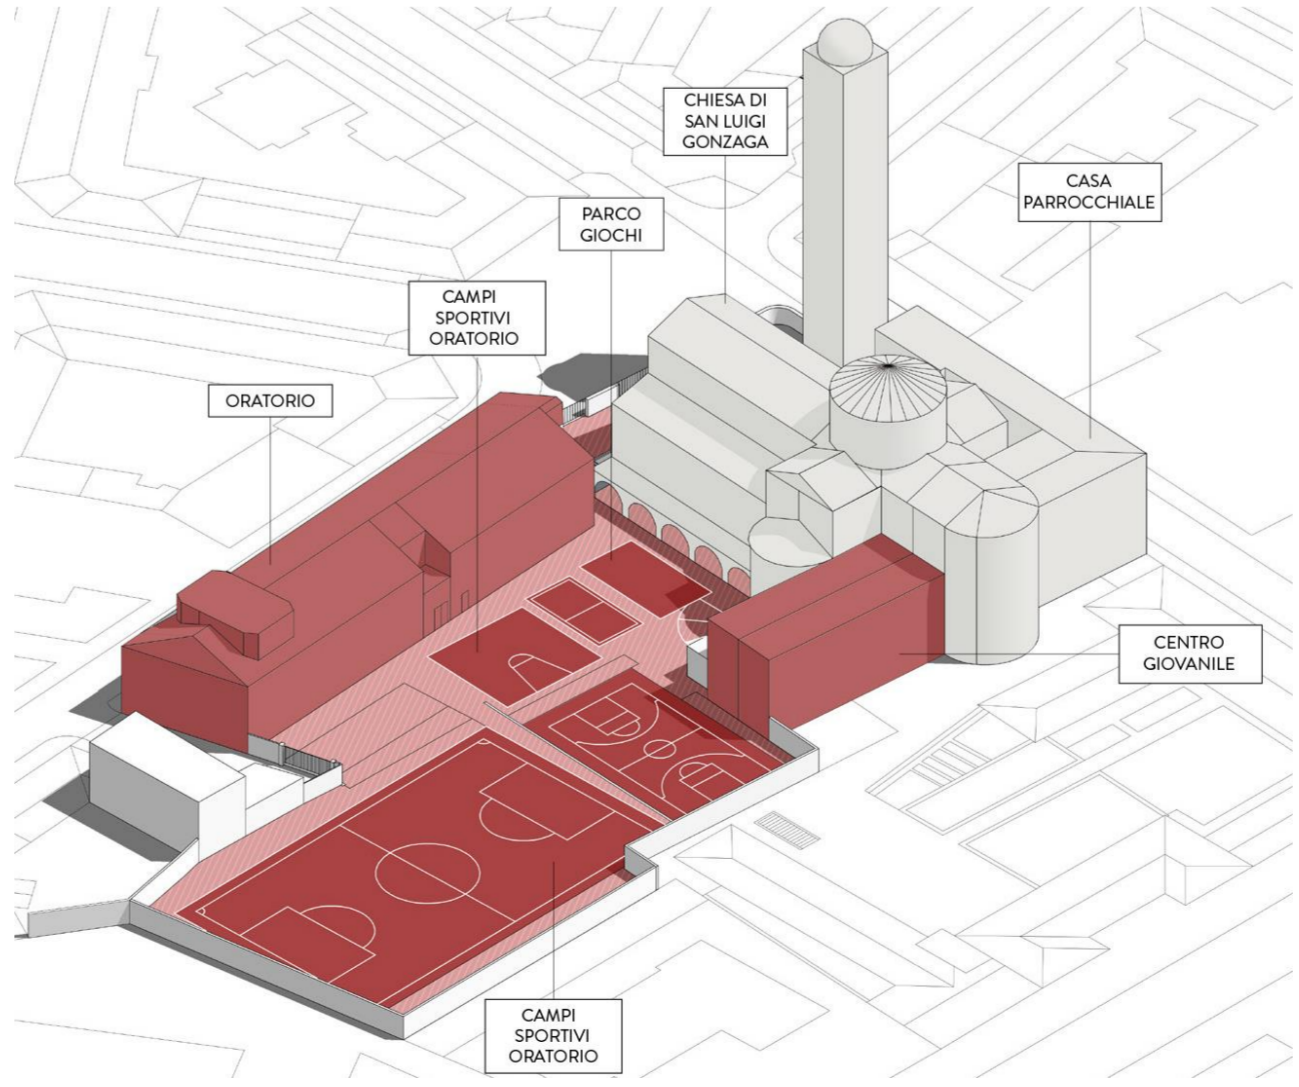 CHIESA DI
SAN LUIGI
GONZAGA
CASA
PARROCCHIALE
PARCO
GIOCHI
CAMPI
SPORTIVI
ORATORIO
ORATORIO
CENTRO
GIOVANILE
CAMPI
SPORTIVI
ORATORIO